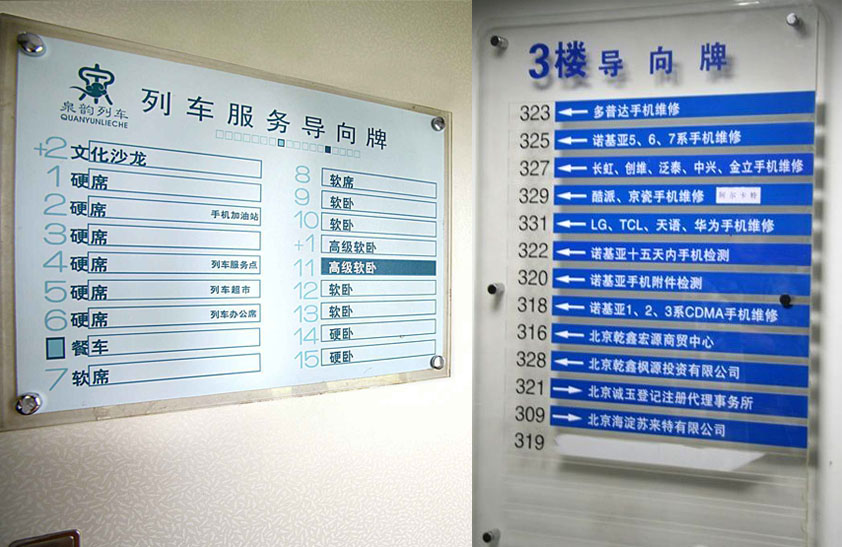 泉韵列车
QUANYUNLIECHE
列车服务导向牌
+2 文化沙龙
1 硬席
2 硬席 手机加油站
3 硬席
4 硬席 列车服务点
5 硬席 列车超市
6 硬席 列车办公席
餐车
7 软席
8 软席
9 软卧
10 软卧
+1 高级软卧
11 高级软卧
12 软卧
13 软卧
14 硬卧
15 硬卧
3楼导向牌
323 多普达手机维修
325 诺基亚5、6、7系手机维修
327 长虹、创维、泛泰、中兴、金立手机维修
329 酷派、京瓷手机维修 阿尔卡特
331 LG、TCL、天语、华为手机维修
322 诺基亚十五天内手机检测
320 诺基亚手机附件检测
318 诺基亚1、2、3系CDMA手机维修
316 北京乾鑫宏源商贸中心
328 北京乾鑫枫源投资有限公司
321 北京诚玉登记注册代理事务所
309 北京海淀苏来特有限公司
319